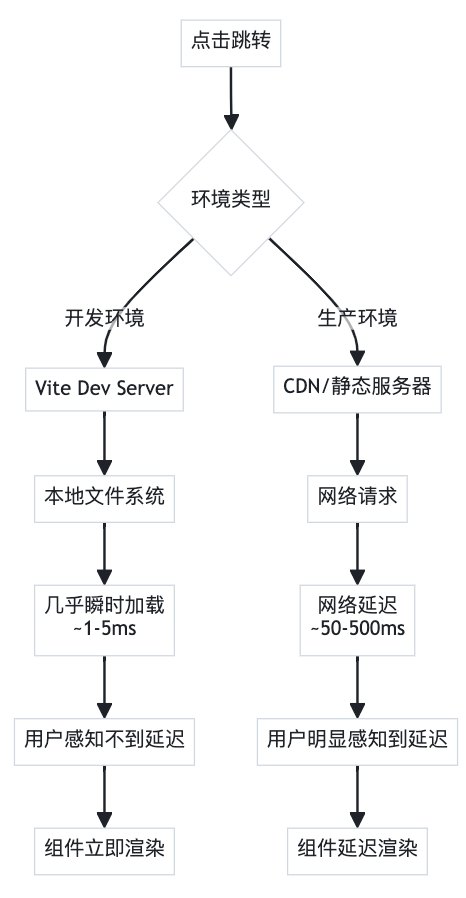 点击跳转
环境类型
开发环境
生产环境
Vite Dev Server
CDN/静态服务器
本地文件系统
网络请求
几乎瞬时加载
~1-5ms
网络延迟
~50-500ms
用户感知不到延迟
用户明显感知到延迟
组件立即渲染
组件延迟渲染